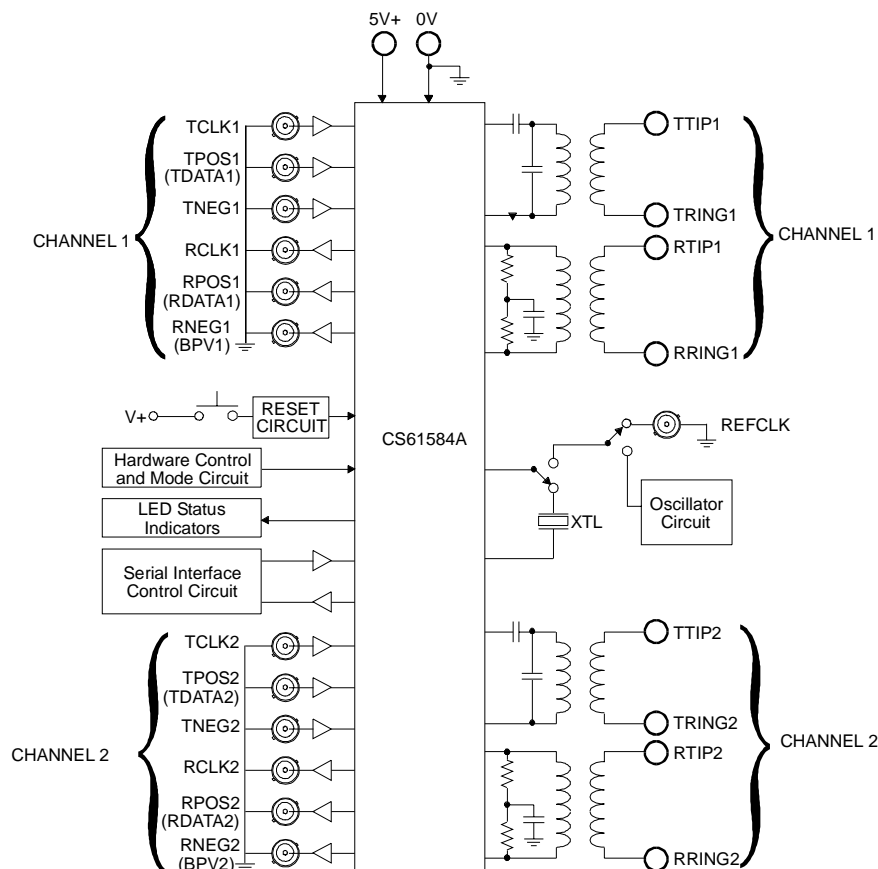 5V+ 0V
TCLK1
TPOS1
(TDATA1)
TNEG1
CHANNEL 1
RCLK1
RPOS1
(RDATA1)
RNEG1
(BPV1)
TTIP1
TRING1
CHANNEL 1
RTIP1
RRING1
V+
RESET
CIRCUIT
CS61584A
REFCLK
Hardware Control
and Mode Circuit
LED Status
Indicators
XTL
Oscillator
Circuit
Serial Interface
Control Circuit
TCLK2
TPOS2
(TDATA2)
TNEG2
CHANNEL 2
RCLK2
RPOS2
(RDATA2)
RNEG2
(BPV2)
TTIP2
TRING2
CHANNEL 2
RTIP2
RRING2